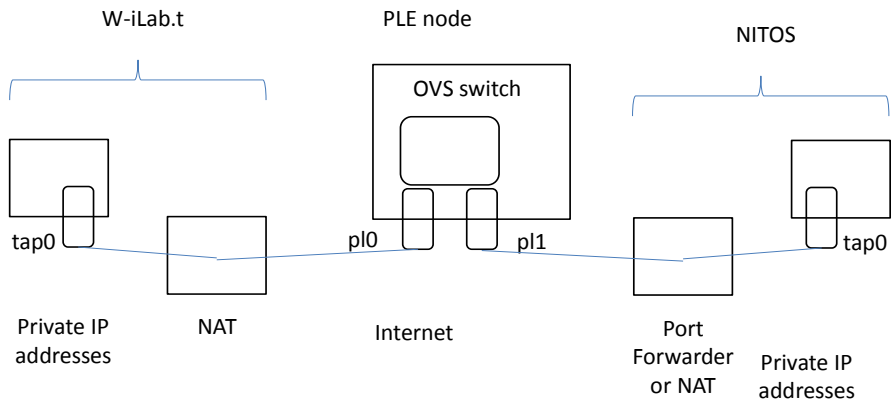 W-iLab.t
PLE node
NITOS
OVS switch
tap0
pl0
pl1
tap0
Private IP
addresses
NAT
Internet
Port
Forwarder
or NAT
Private IP
addresses